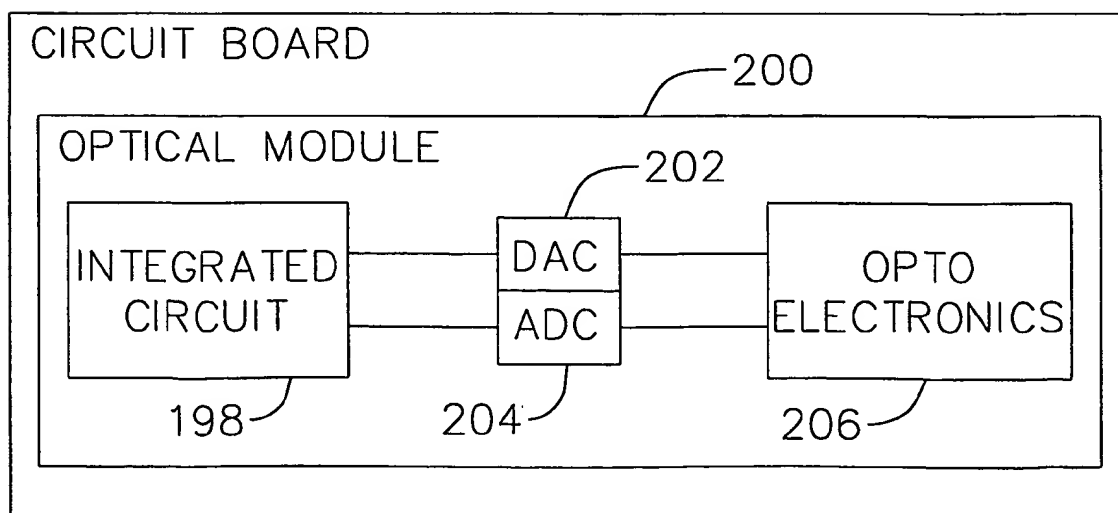 CIRCUIT BOARD
200
OPTICAL MODULE
202
INTEGRATED
CIRCUIT
DAC
ADC
OPTO
ELECTRONICS
198
204
206